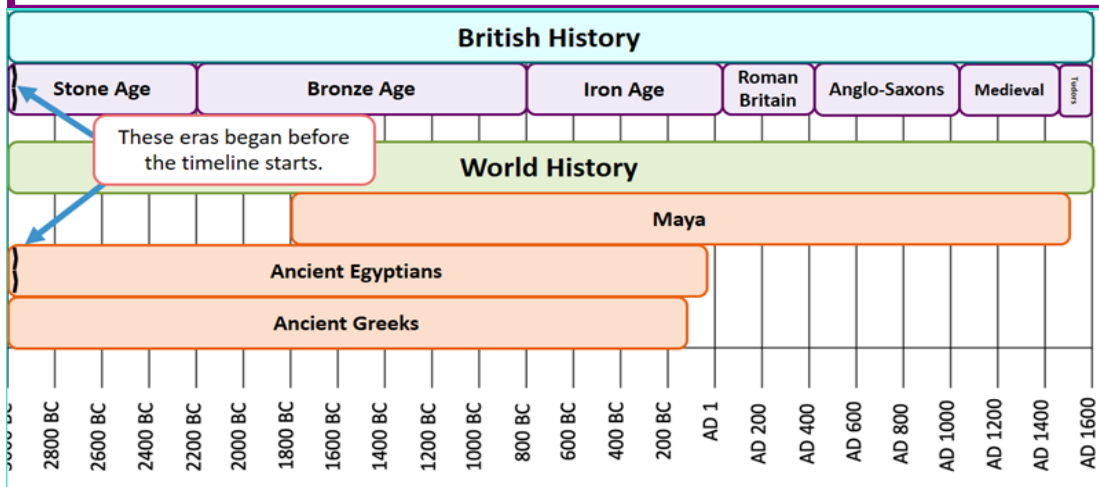 British History
Stone Age
Bronze Age
Iron Age
Roman
Britain
Anglo-Saxons
Medieval
Tudors
These eras began before
the timeline starts.
World History
Maya
Ancient Egyptians
Ancient Greeks
2800 BC
2600 BC
2400 BC
2200 BC
2000 BC
1800 BC
1600 BC
1400 BC
1200 BC
1000 BC
800 BC
600 BC
400 BC
200 BC
AD 1
AD 200
AD 400
AD 600
AD 800
AD 1000
AD 1200
AD 1400
AD 1600